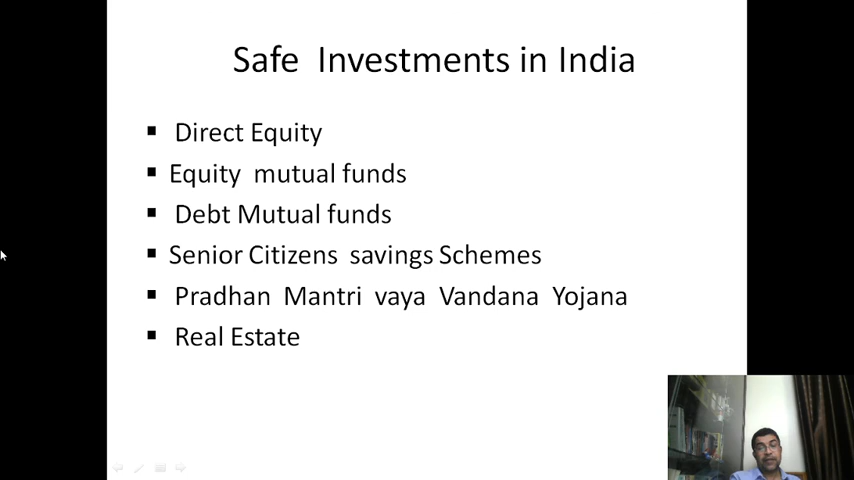 Safe Investments in India
Direct Equity
Equity mutual funds
Debt Mutual funds
Senior Citizens savings Schemes
Pradhan Mantri vaya Vandana Yojana
Real Estate